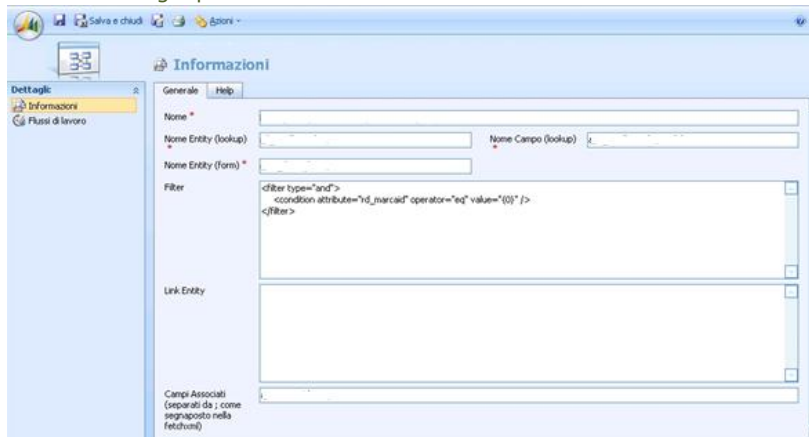 Salva e chiudi Azioni
Informazioni
Dettagli:
Informazioni
Flussi di lavoro
Generale Help
Nome *
Nome Entity (lookup) * Nome Campo (lookup) *
Nome Entity (form) *
Filter
<filter type="and">
<condition attribute="rd_marcaid" operator="eq" value="{0}" />
</filter>
Link Entity
Campi Associati
(separati da ; come
segnaposto nella
fetchxml)